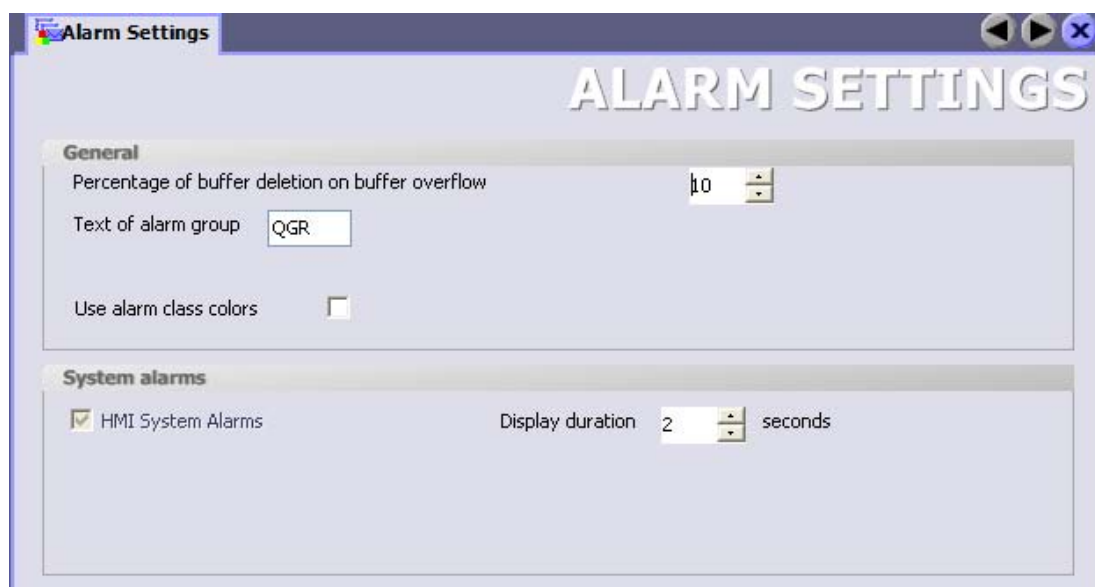 Alarm Settings
ALARM SETTINGS
General
Percentage of buffer deletion on buffer overflow 10
Text of alarm group QGR
Use alarm class colors
System alarms
HMI System Alarms Display duration 2 seconds